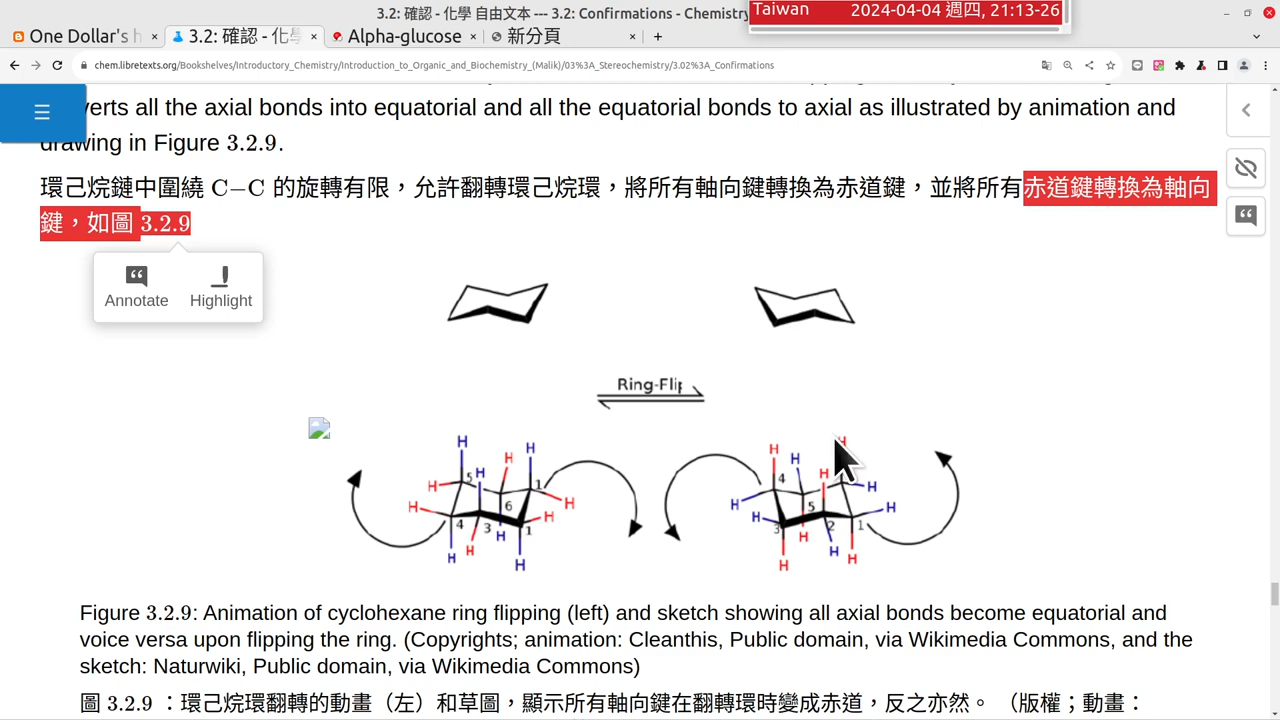 3.2: 確認 - 化學 自由文本 --- 3.2: Confirmations - Chemistry
Taiwan 2024-04-04 週四, 21:13-26
One Dollar's h
3.2: 確認 - 化學
Alpha-glucose
新分頁
chem.libretexts.org/Bookshelves/Introductory_Chemistry/Introduction_to_Organic_and_Biochemistry_(Malik)/03%3A_Stereochemistry/3.02%3A_Confirmations
verts all the axial bonds into equatorial and all the equatorial bonds to axial as illustrated by animation and
drawing in Figure 3.2.9.
環己烷鏈中圍繞 C−C 的旋轉有限，允許翻轉環己烷環，將所有軸向鍵轉換為赤道鍵，並將所有赤道鍵轉換為軸向
鍵，如圖 3.2.9
Annotate Highlight
Ring-Flip
H H H H H H H H H H H H
5 1 6 4 3 1
H H H H H H H H H H H H
4 5 3 2 1
Figure 3.2.9: Animation of cyclohexane ring flipping (left) and sketch showing all axial bonds become equatorial and
voice versa upon flipping the ring. (Copyrights; animation: Cleanthis, Public domain, via Wikimedia Commons, and the
sketch: Naturwiki, Public domain, via Wikimedia Commons)
圖 3.2.9 ：環己烷環翻轉的動畫（左）和草圖，顯示所有軸向鍵在翻轉環時變成赤道，反之亦然。 （版權；動畫：